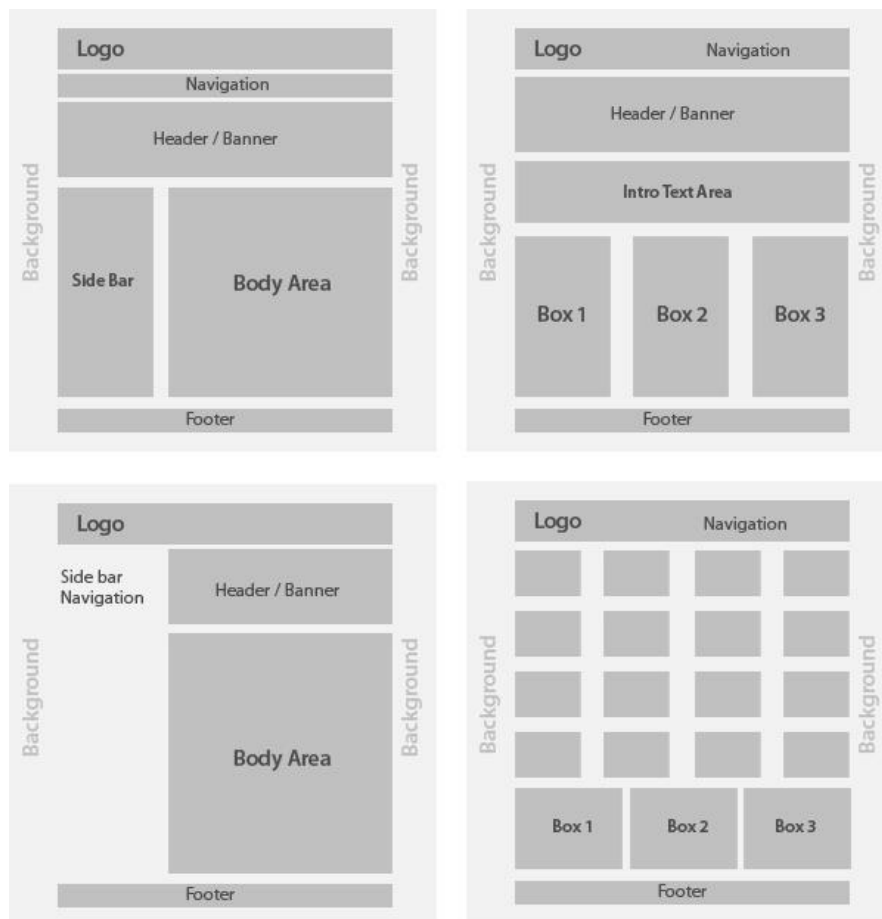 Logo
Navigation
Header / Banner
Background
Background
Side Bar
Body Area
Footer
Logo
Navigation
Header / Banner
Background
Background
Intro Text Area
Box 1
Box 2
Box 3
Footer
Logo
Side bar
Navigation
Header / Banner
Background
Background
Body Area
Footer
Logo
Navigation
Background
Background
Box 1
Box 2
Box 3
Footer